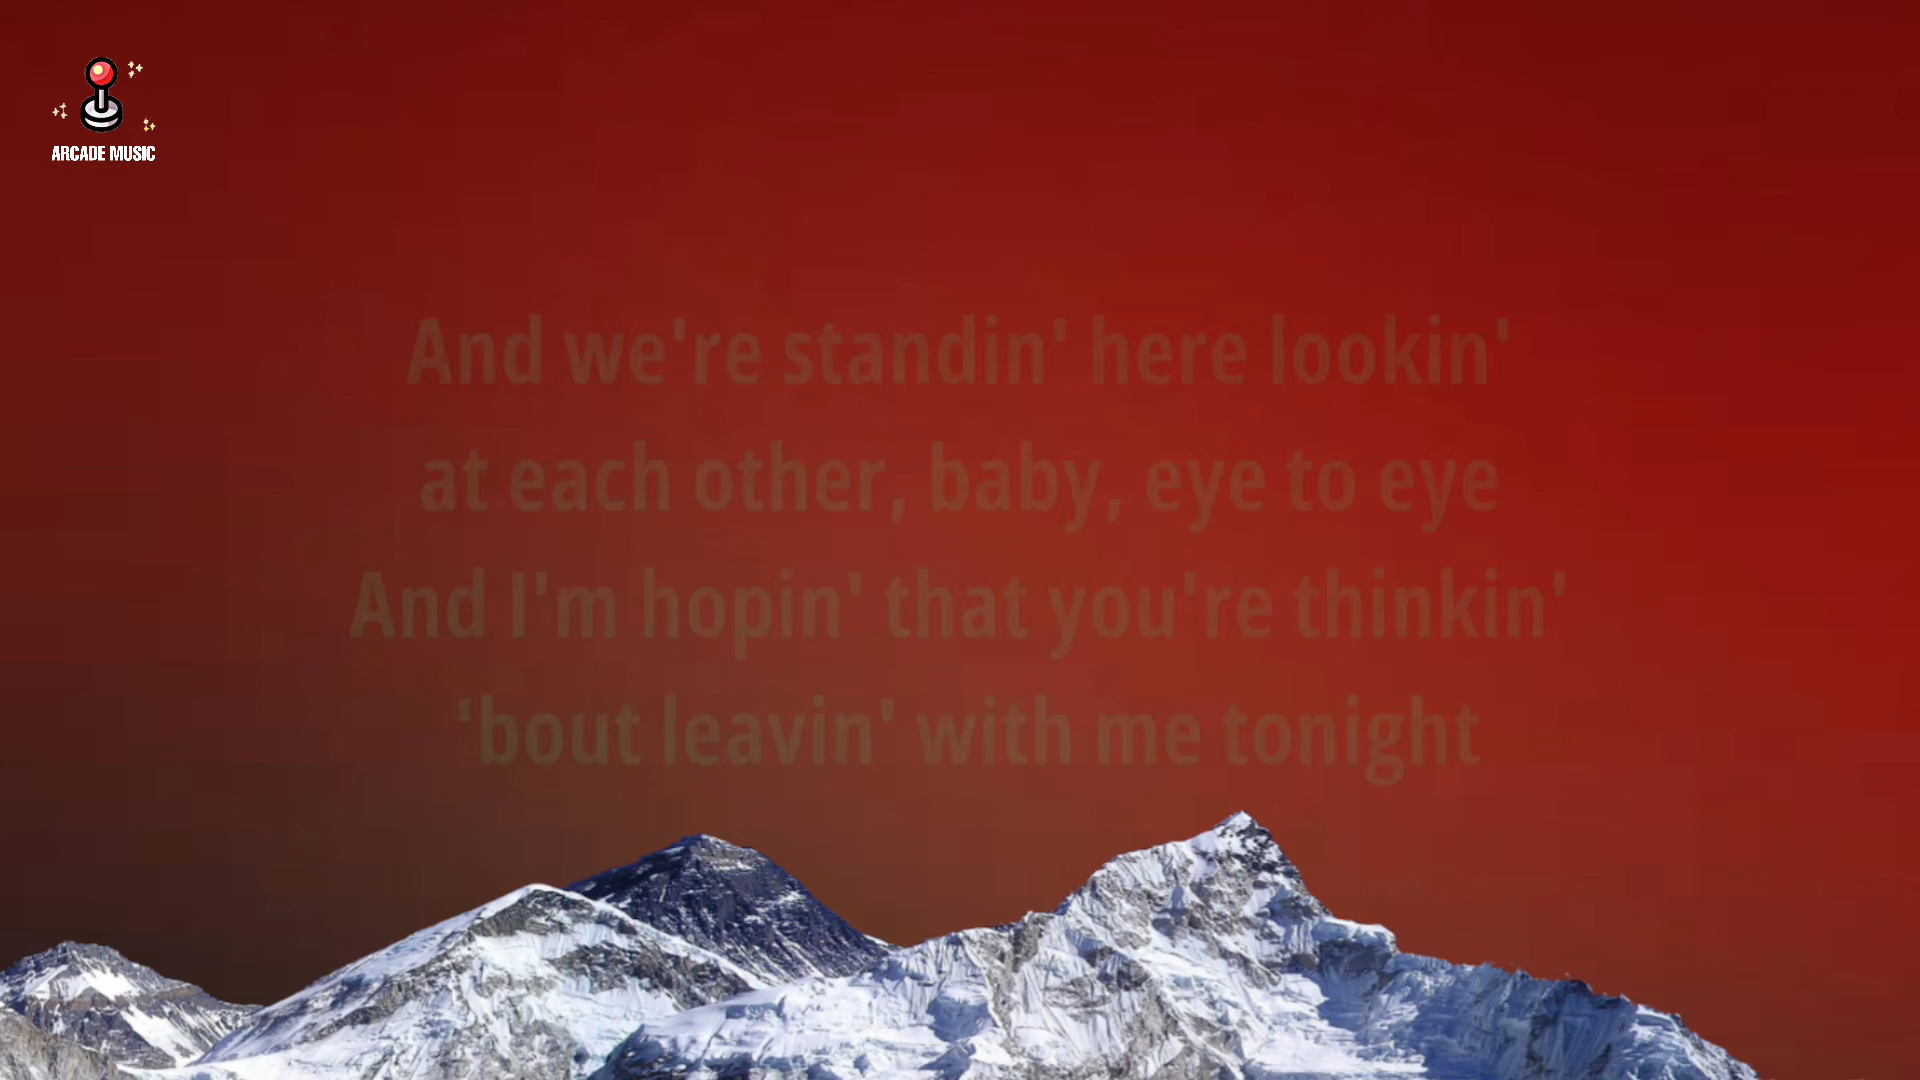 ARCADE MUSIC
And we're standin' here lookin'
at each other, baby, eye to eye
And I'm hopin' that you're thinkin'
'bout leavin' with me tonight